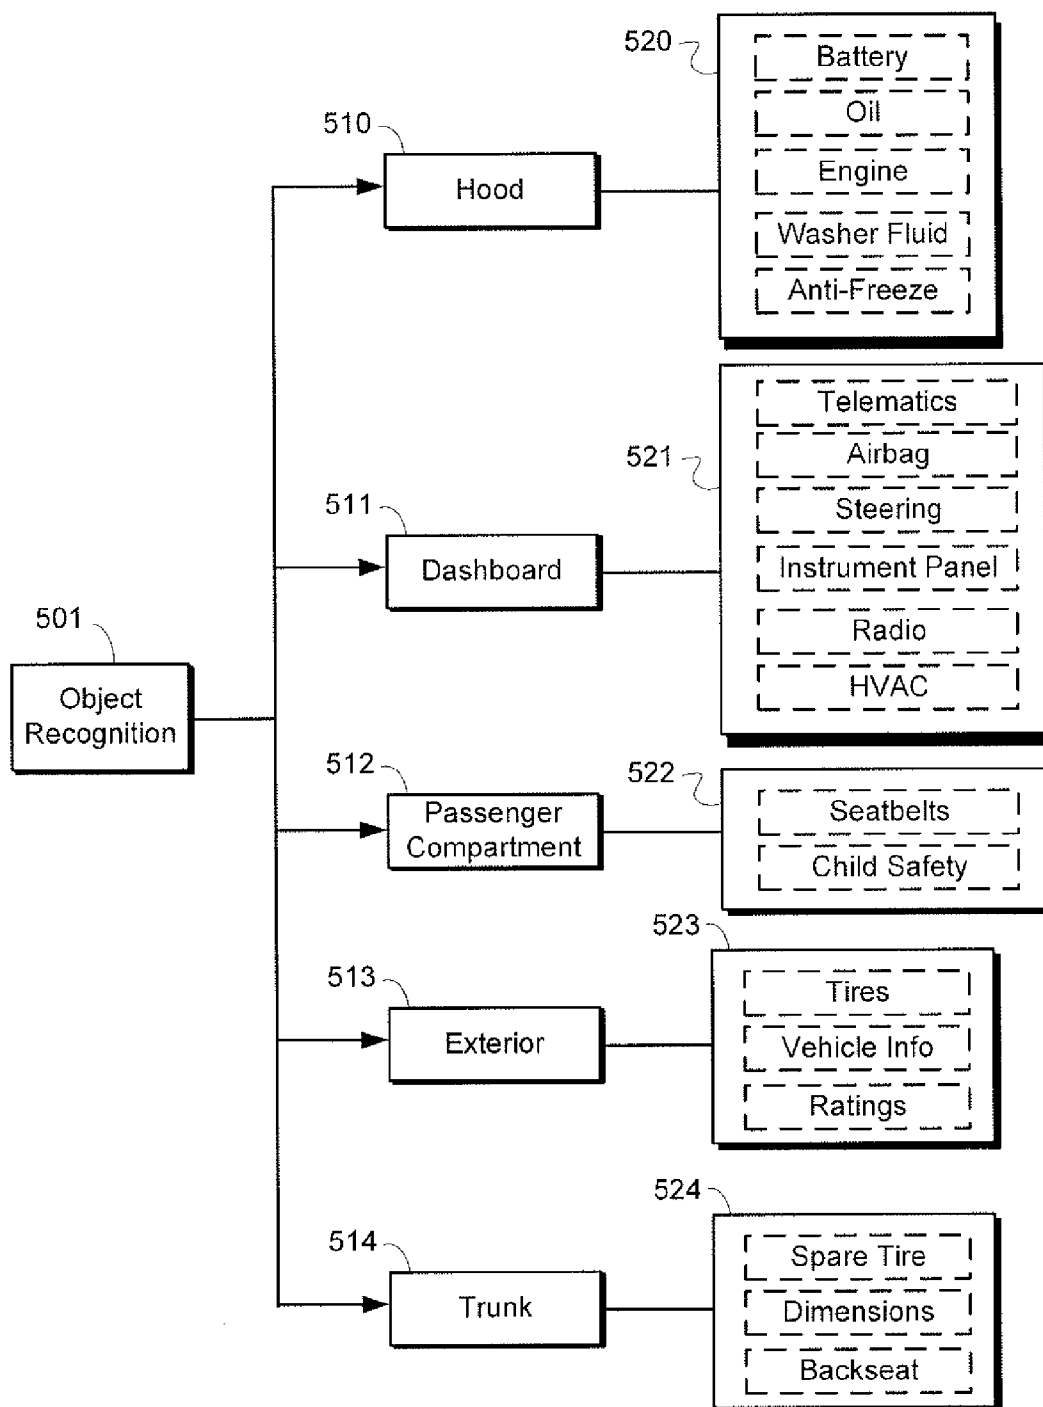 520
Battery
Oil
Engine
Washer Fluid
Anti-Freeze
510
Hood
521
Telematics
Airbag
Steering
Instrument Panel
Radio
HVAC
511
Dashboard
501
Object
Recognition
512
Passenger
Compartment
522
Seatbelts
Child Safety
523
Tires
Vehicle Info
Ratings
513
Exterior
524
Spare Tire
Dimensions
Backseat
514
Trunk